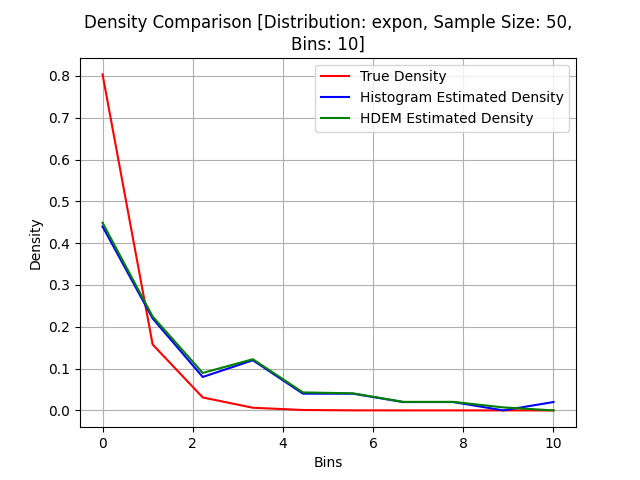 Density Comparison [Distribution: expon, Sample Size: 50,
Bins: 10]
True Density
Histogram Estimated Density
HDEM Estimated Density
0.8
0.7
0.6
0.5
0.4
0.3
0.2
0.1
0.0
Density
0 2 4 6 8 10
Bins